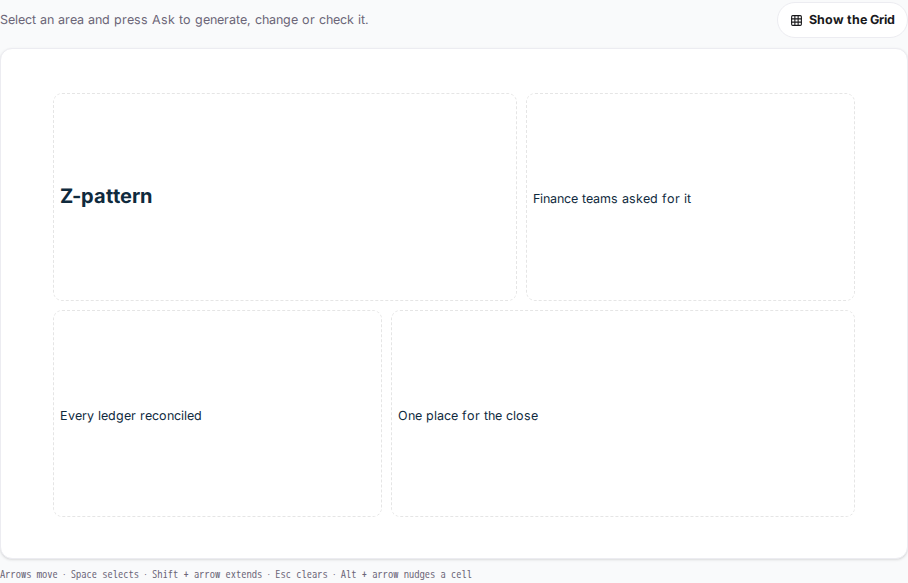 Select an area and press Ask to generate, change or check it.
Show the Grid
Z-pattern
Finance teams asked for it
Every ledger reconciled
One place for the close
Arrows move · Space selects · Shift + arrow extends · Esc clears · Alt + arrow nudges a cell